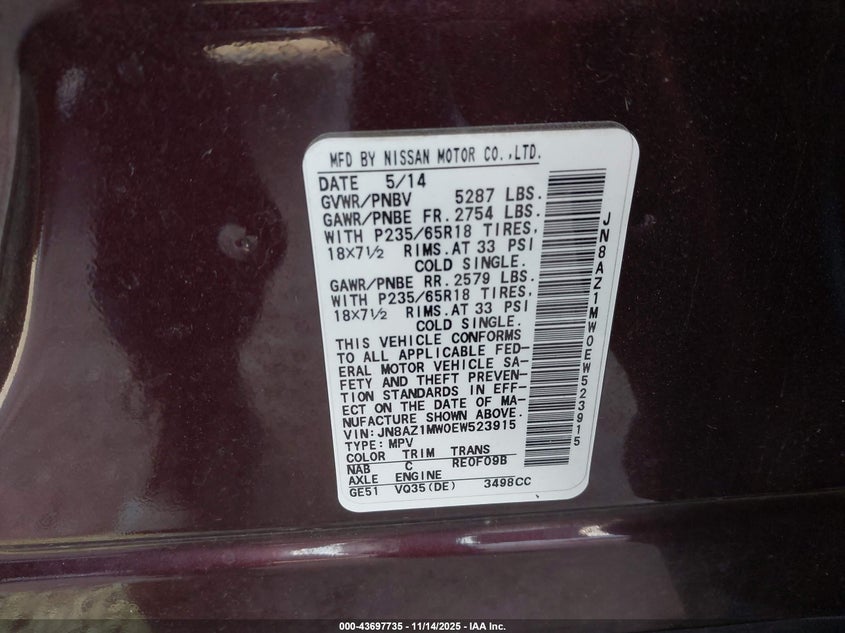 MFD BY NISSAN MOTOR CO.,LTD.
DATE 5/14
GVWR/PNBV 5287 LBS.
GAWR/PNBE FR. 2754 LBS.
WITH P235/65R18 TIRES,
18×7½ RIMS. AT 33 PSI
COLD SINGLE.
GAWR/PNBE RR. 2579 LBS.
WITH P235/65R18 TIRES,
18×7½ RIMS. AT 33 PSI
COLD SINGLE.
THIS VEHICLE CONFORMS
TO ALL APPLICABLE FED-
ERAL MOTOR VEHICLE SA-
FETY AND THEFT PREVEN-
TION STANDARDS IN EFF-
ECT ON THE DATE OF MA-
NUFACTURE SHOWN ABOVE.
VIN:JN8AZ1MW0EW523915
TYPE: MPV
COLOR TRIM TRANS
NAB C RE0F09B
AXLE ENGINE
GE51 VQ35(DE) 3498CC
JN8AZ1MW0EW523915
000-43697735 - 11/14/2025 - IAA Inc.